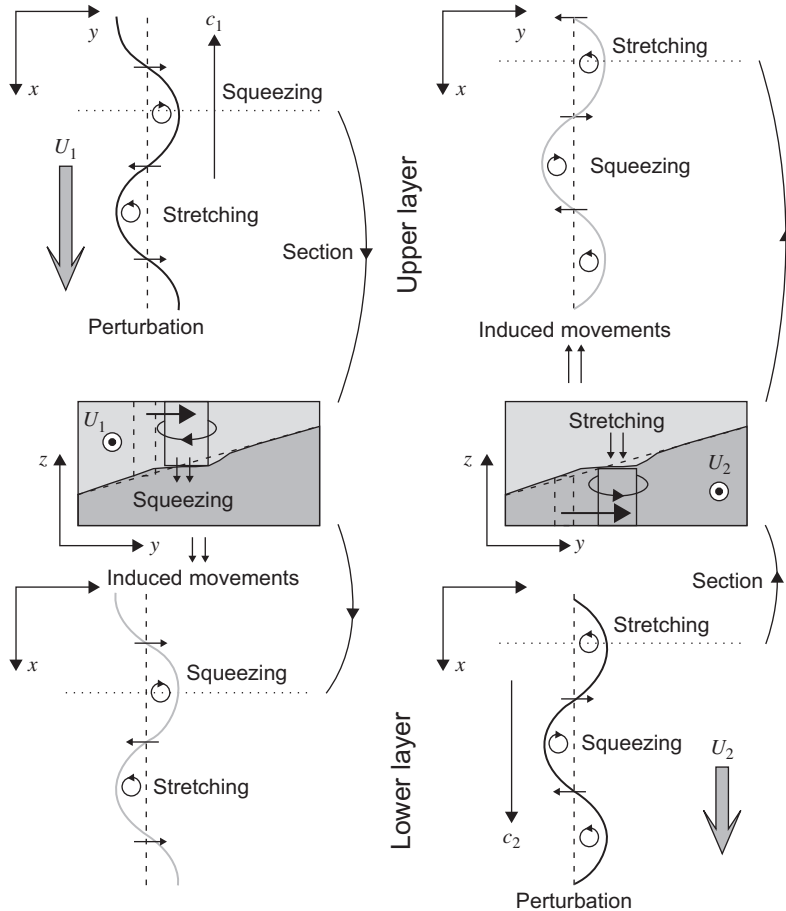 y
x
c1
Squeezing
U1
Stretching
Section
Perturbation
Upper layer
y
x
Stretching
Squeezing
Induced movements
U1
z
Squeezing
y
Induced movements
Stretching
z
U2
y
Section
x
Squeezing
Stretching
Lower layer
x
Stretching
Squeezing
U2
c2
Perturbation